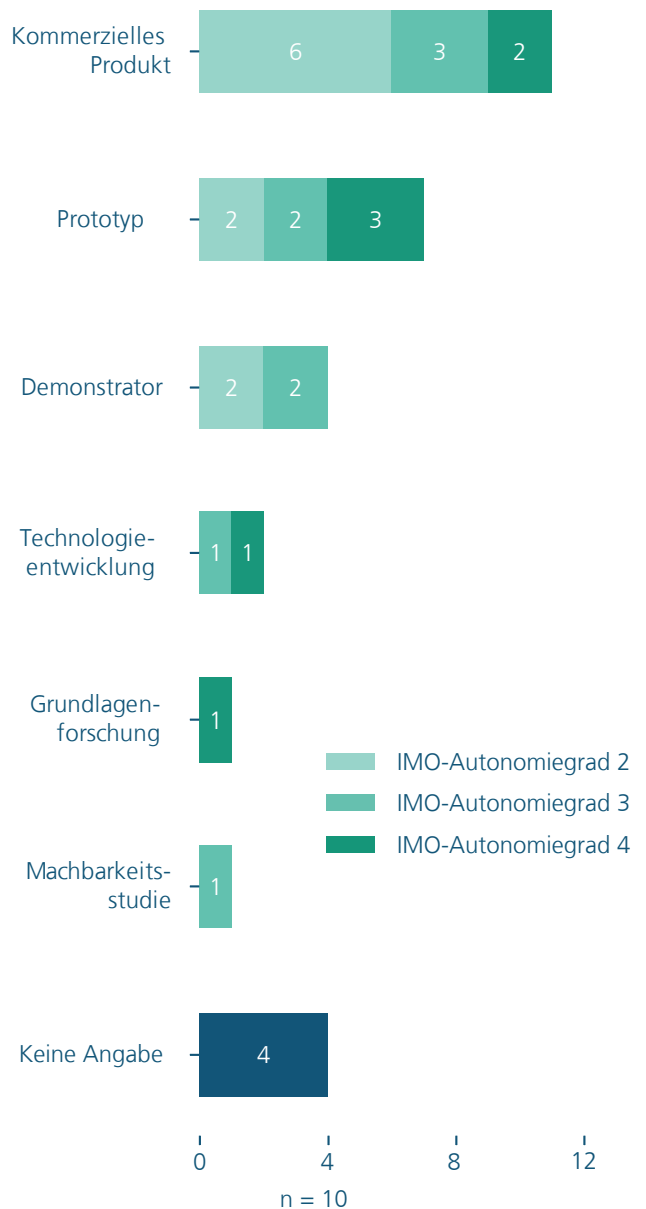 Kommerzielles
Produkt
6 3 2
Prototyp
2 2 3
Demonstrator
2 2
Technologie-
entwicklung
1 1
Grundlagen-
forschung
1
IMO-Autonomiegrad 2
IMO-Autonomiegrad 3
IMO-Autonomiegrad 4
Machbarkeits-
studie
1
Keine Angabe
4
0 4 8 12
n = 10